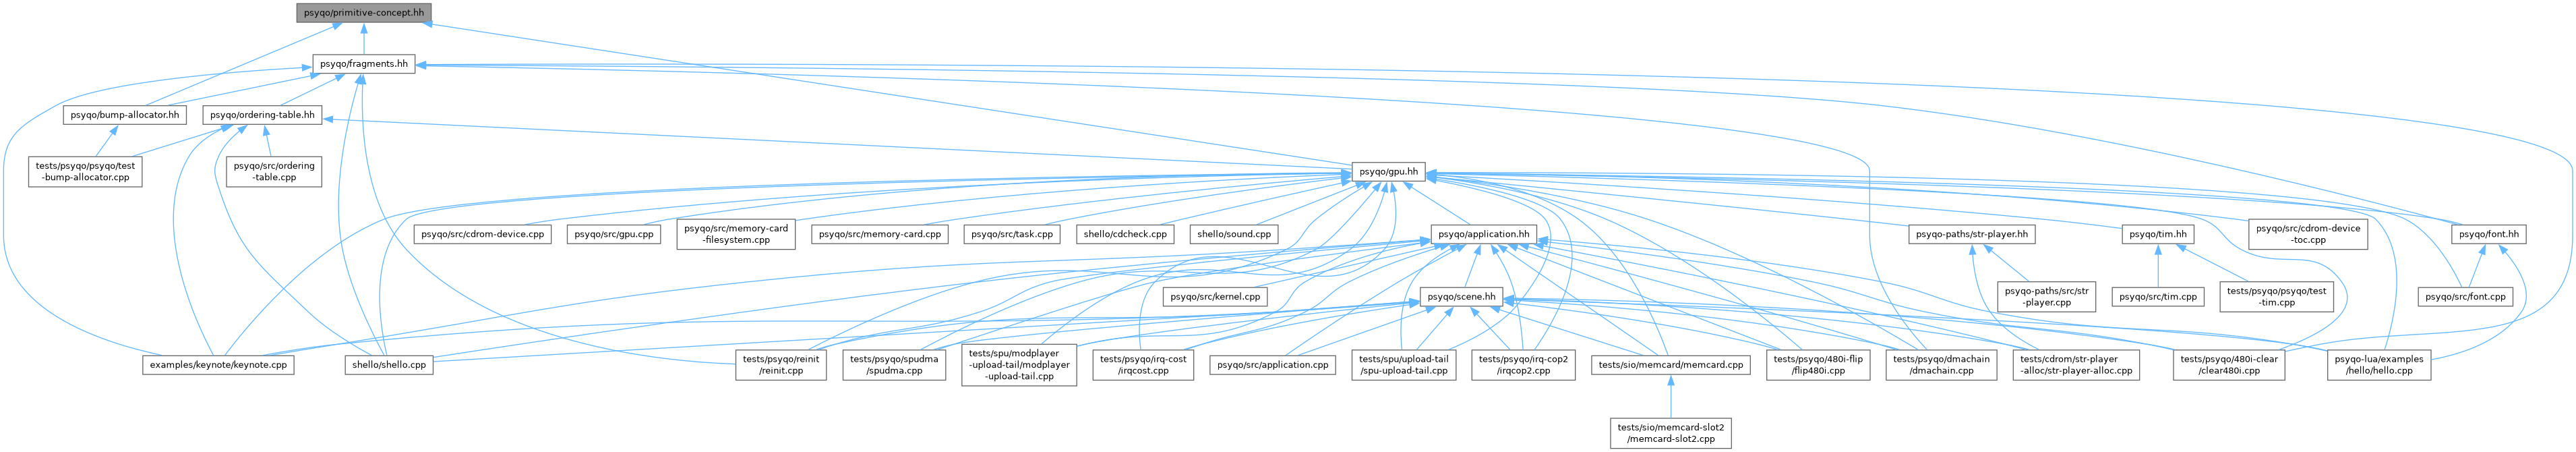 psyqo/primitive-concept.hh
psyqo/fragments.hh
psyqo/bump-allocator.hh
psyqo/ordering-table.hh
tests/psyqo/psyqo/test
-bump-allocator.cpp
psyqo/src/ordering
-table.cpp
psyqo/gpu.hh
psyqo/src/cdrom-device.cpp
psyqo/src/gpu.cpp
psyqo/src/memory-card
-filesystem.cpp
psyqo/src/memory-card.cpp
psyqo/src/task.cpp
shello/cdcheck.cpp
shello/sound.cpp
psyqo/application.hh
psyqo-paths/str-player.hh
psyqo/tim.hh
psyqo/src/cdrom-device
-toc.cpp
psyqo/font.hh
psyqo/src/kernel.cpp
psyqo/scene.hh
psyqo-paths/src/str
-player.cpp
psyqo/src/tim.cpp
tests/psyqo/psyqo/test
-tim.cpp
psyqo/src/font.cpp
examples/keynote/keynote.cpp
shello/shello.cpp
tests/psyqo/reinit
/reinit.cpp
tests/psyqo/spudma
/spudma.cpp
tests/spu/modplayer
-upload-tail/modplayer
-upload-tail.cpp
tests/psyqo/irq-cost
/irqcost.cpp
psyqo/src/application.cpp
tests/spu/upload-tail
/spu-upload-tail.cpp
tests/psyqo/irq-cop2
/irqcop2.cpp
tests/sio/memcard/memcard.cpp
tests/psyqo/480i-flip
/flip480i.cpp
tests/psyqo/dmachain
/dmachain.cpp
tests/cdrom/str-player
-alloc/str-player-alloc.cpp
tests/psyqo/480i-clear
/clear480i.cpp
psyqo-lua/examples
/hello/hello.cpp
tests/sio/memcard-slot2
/memcard-slot2.cpp